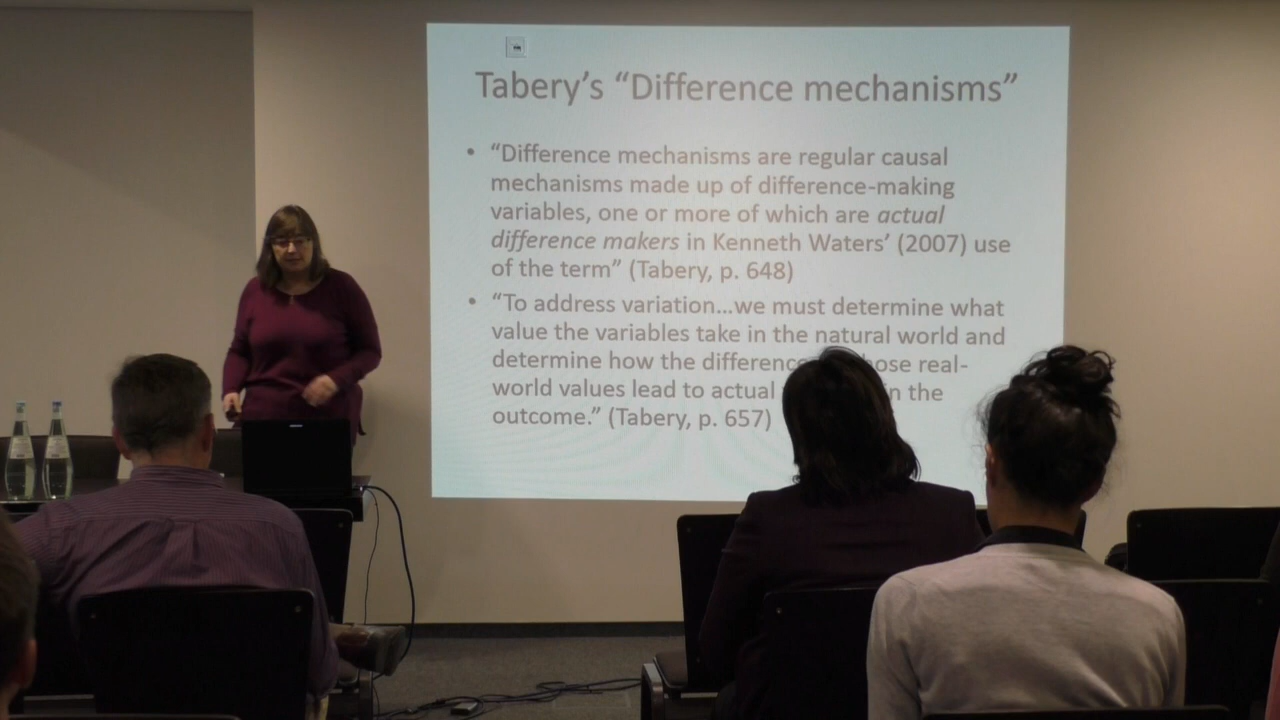 Tabery’s “Difference mechanisms”
• “Difference mechanisms are regular causal
mechanisms made up of difference-making
variables, one or more of which are actual
difference makers in Kenneth Waters’ (2007) use
of the term” (Tabery, p. 648)
• “To address variation…we must determine what
value the variables take in the natural world and
determine how the difference hose real-
world values lead to actual in the
outcome.” (Tabery, p. 657)